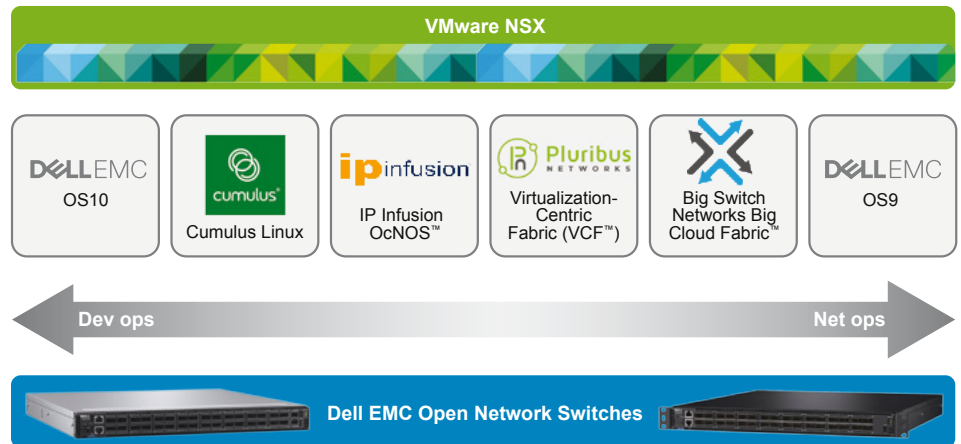 VMware NSX
DELLEMC
OS10
cumulus®
Cumulus Linux
ipinfusion
IP Infusion
OcNOS™
Pn Pluribus
NETWORKS
Virtualization-
Centric
Fabric (VCF™)
Big Switch
Networks Big
Cloud Fabric™
DELLEMC
OS9
Dev ops
Net ops
Dell EMC Open Network Switches